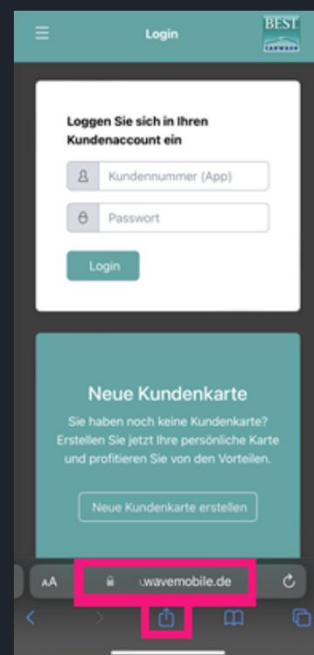 Login
BEST
CARWASH
Loggen Sie sich in Ihren
Kundenaccount ein
Kundennummer (App)
Passwort
Login
Neue Kundenkarte
Sie haben noch keine Kundenkarte?
Erstellen Sie jetzt Ihre persönliche Karte
und profitieren Sie von den Vorteilen.
Neue Kundenkarte erstellen
AA
.wavemobile.de